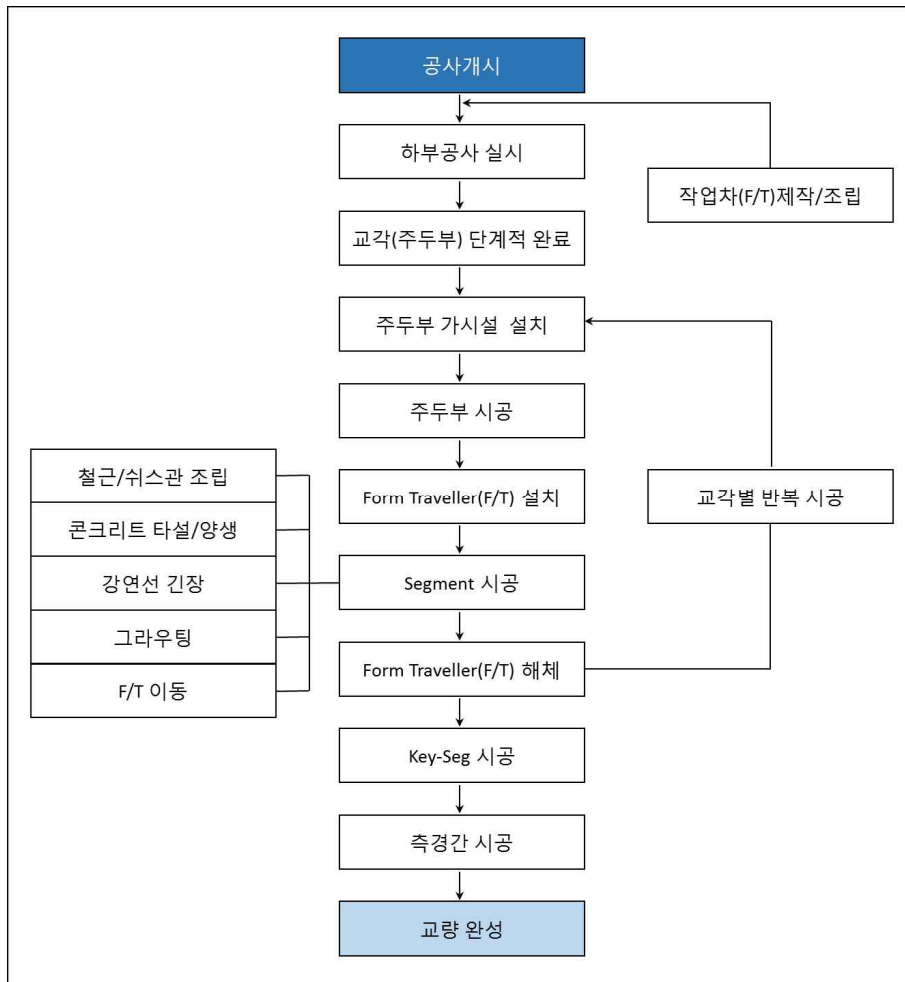 공사개시
하부공사 실시
작업차(F/T)제작/조립
교각(주두부) 단계적 완료
주두부 가시설 설치
주두부 시공
철근/쉬스관 조립
콘크리트 타설/양생
강연선 긴장
그라우팅
F/T 이동
Form Traveller(F/T) 설치
교각별 반복 시공
Segment 시공
Form Traveller(F/T) 해체
Key-Seg 시공
측경간 시공
교량 완성